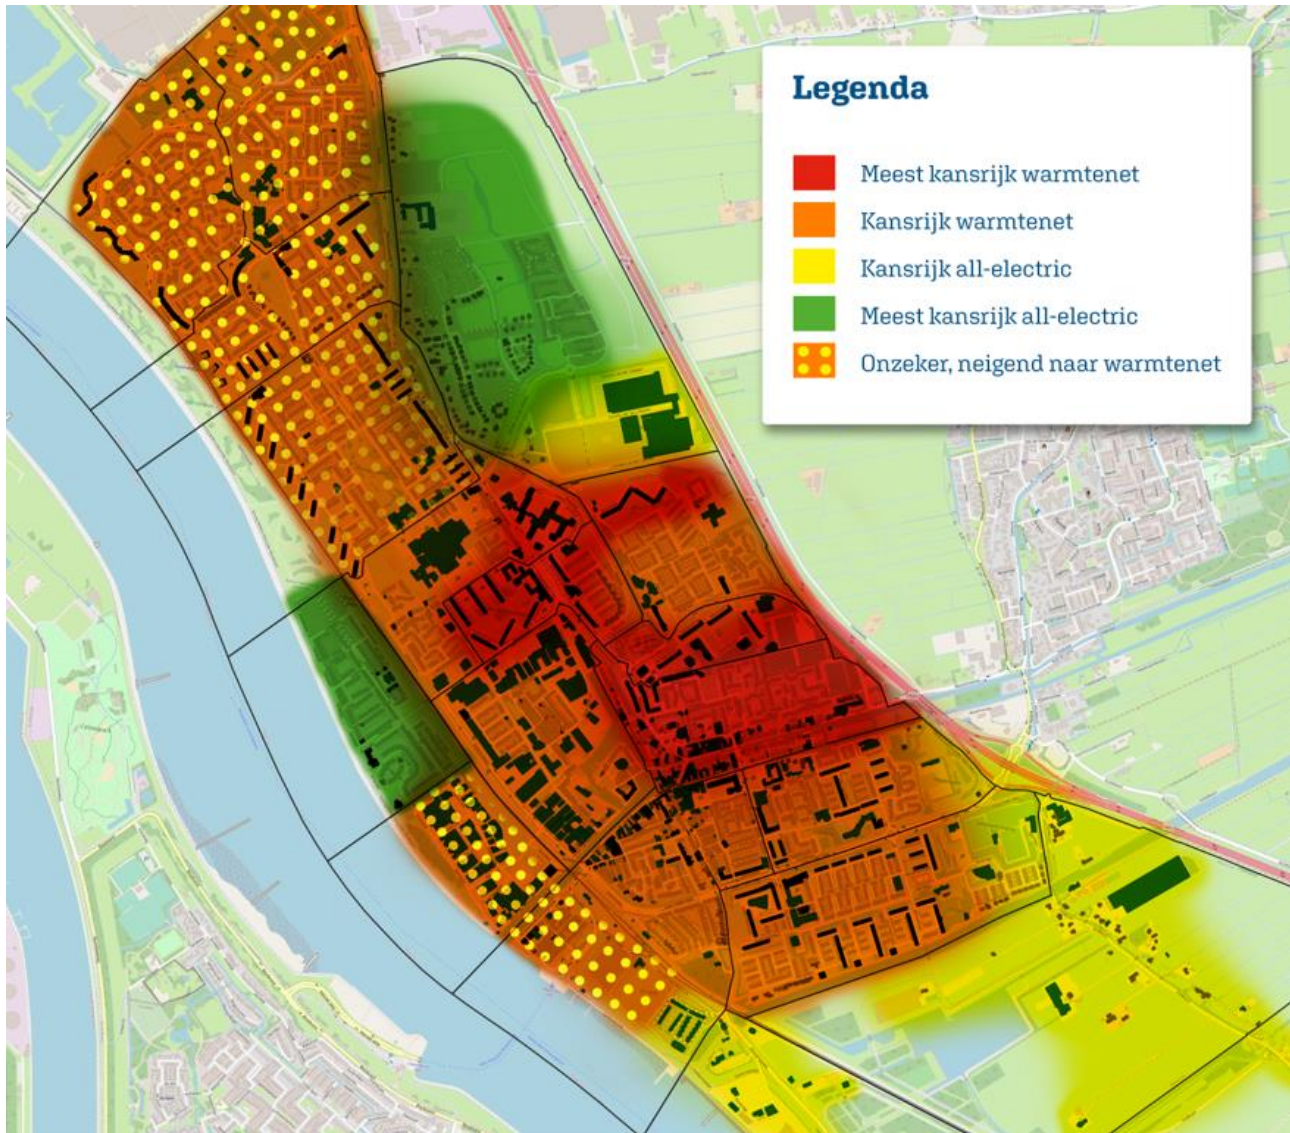 Legenda
Meest kansrijk warmtenet
Kansrijk warmtenet
Kansrijk all-electric
Meest kansrijk all-electric
Onzeker, neigend naar warmtenet